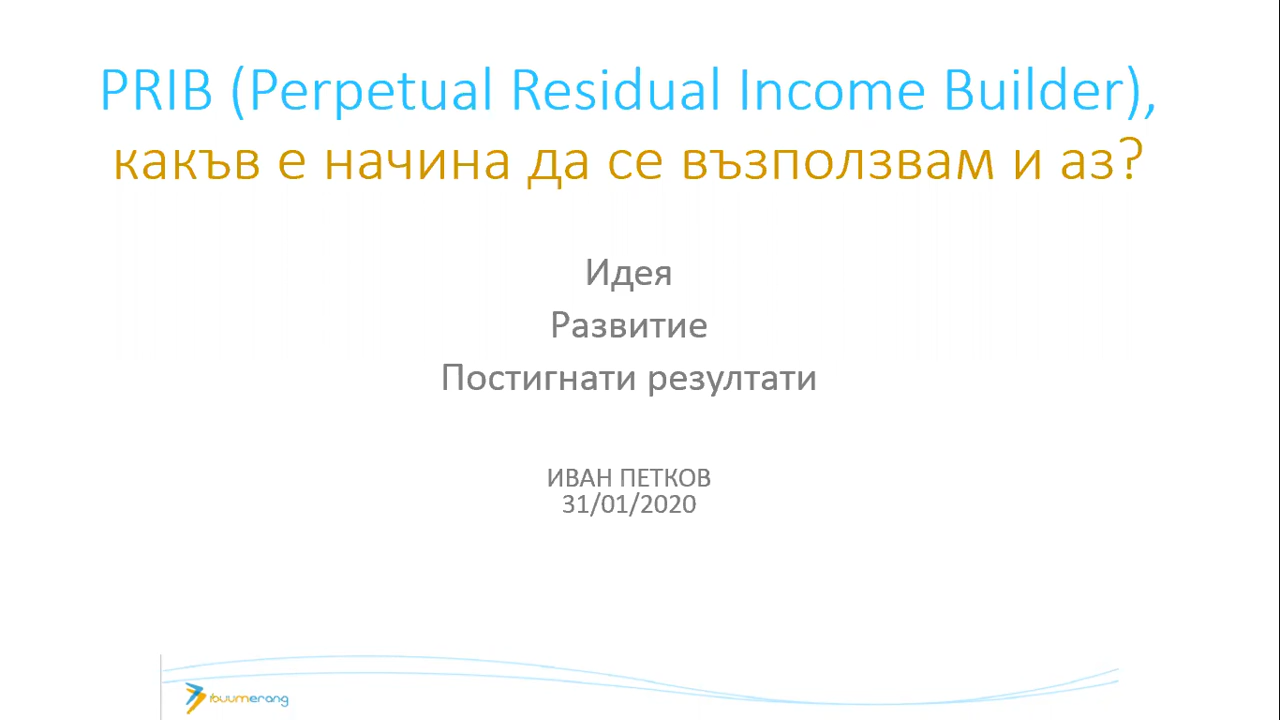 PRIB (Perpetual Residual Income Builder),
какъв е начина да се възползвам и аз?
Идея
Развитие
Постигнати резултати
ИВАН ПЕТКОВ
31/01/2020
ibuumerang